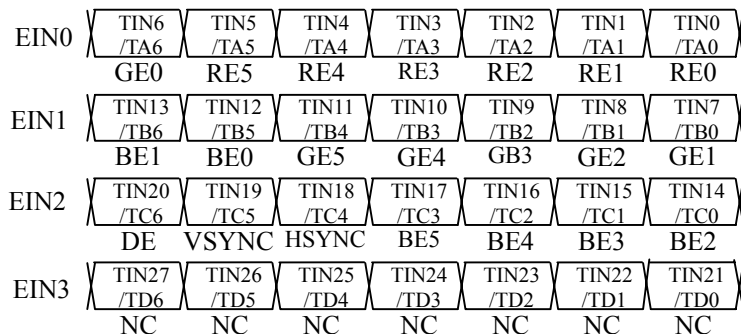 TIN6 TIN5 TIN4 TIN3 TIN2 TIN1 TIN0
EIN0
/TA6 /TA5 /TA4 /TA3 /TA2 /TA1 /TA0
GE0 RE5 RE4 RE3 RE2 RE1 RE0
TIN13 TIN12 TIN11 TIN10 TIN9 TIN8 TIN7
EIN1
/TB6 /TB5 /TB4 /TB3 /TB2 /TB1 /TB0
BE1 BE0 GE5 GE4 GB3 GE2 GE1
TIN20 TIN19 TIN18 TIN17 TIN16 TIN15 TIN14
EIN2
/TC6 /TC5 /TC4 /TC3 /TC2 /TC1 /TC0
DE VSYNC HSYNC BE5 BE4 BE3 BE2
TIN27 TIN26 TIN25 TIN24 TIN23 TIN22 TIN21
EIN3
/TD6 /TD5 /TD4 /TD3 /TD2 /TD1 /TD0
NC NC NC NC NC NC NC